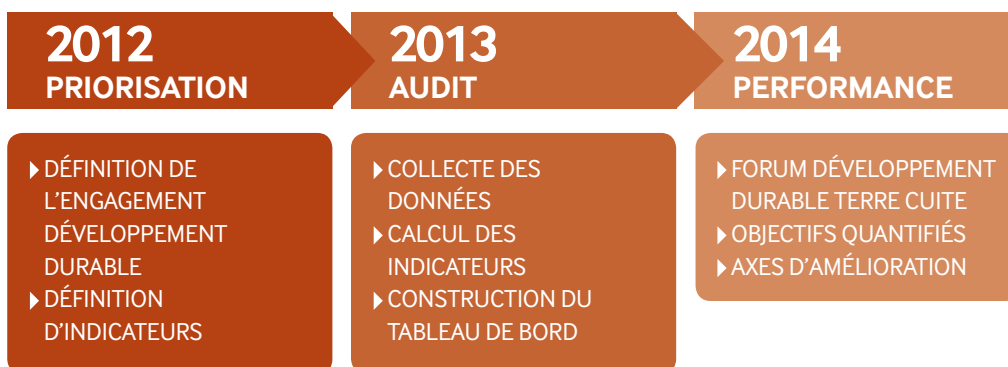 2012
PRIORISATION
2013
AUDIT
2014
PERFORMANCE
DÉFINITION DE
L'ENGAGEMENT
DÉVELOPPEMENT
DURABLE
DÉFINITION
D'INDICATEURS
COLLECTE DES
DONNÉES
CALCUL DES
INDICATEURS
CONSTRUCTION DU
TABLEAU DE BORD
FORUM DÉVELOPPEMENT
DURABLE TERRE CUITE
OBJECTIFS QUANTIFIÉS
AXES D'AMÉLIORATION